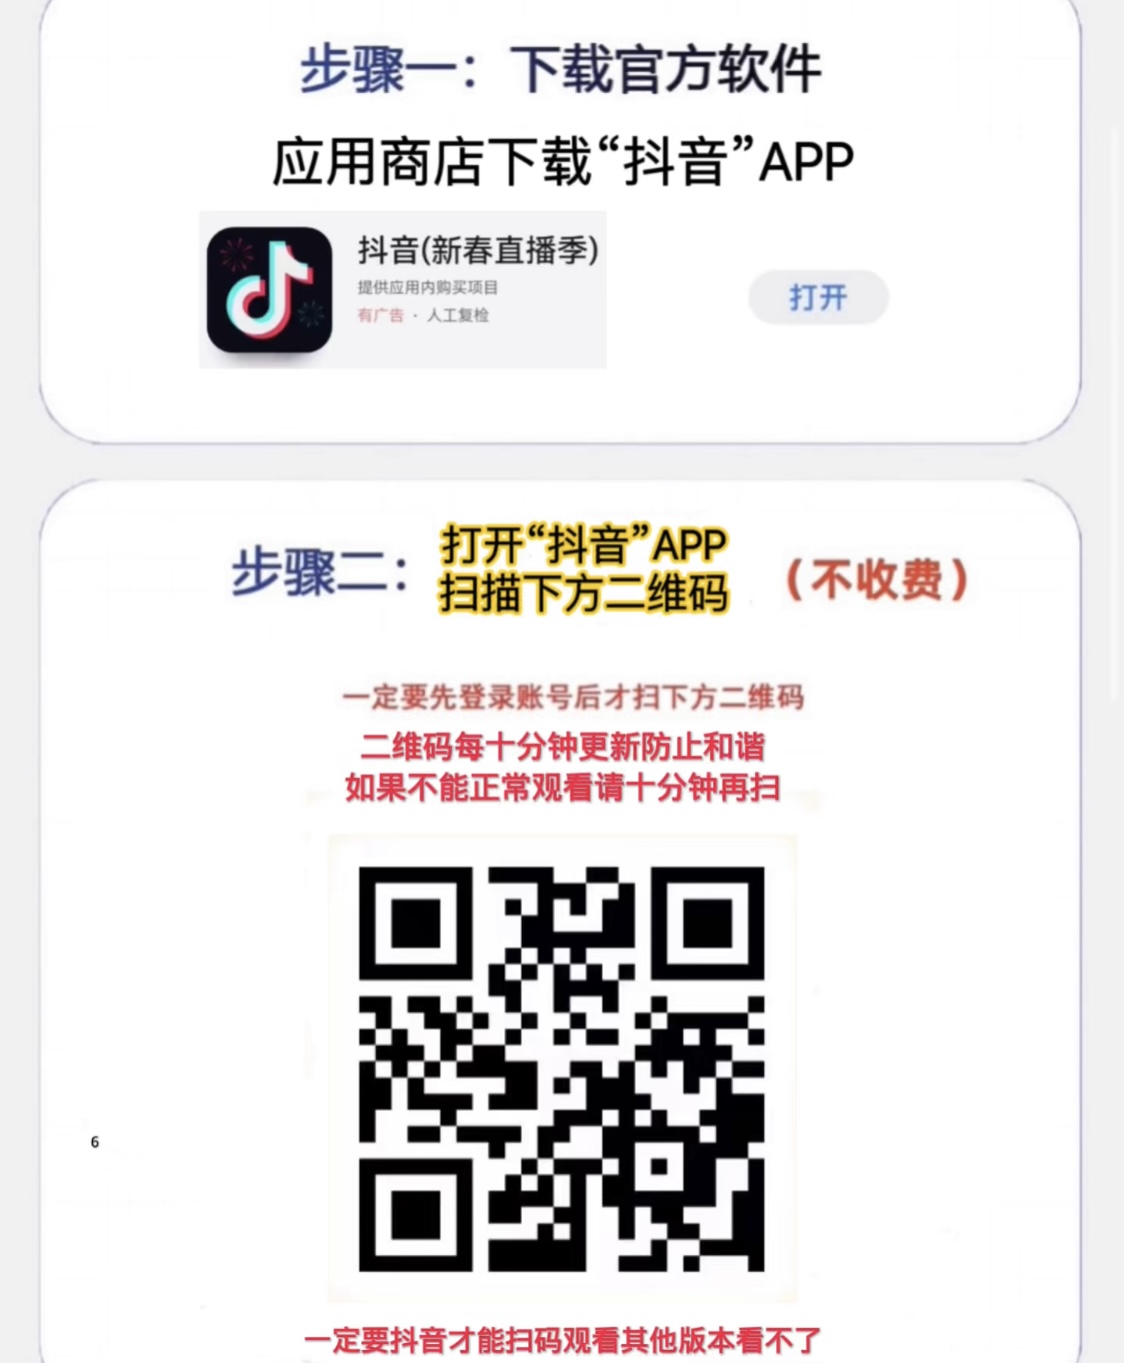 步骤一：下载官方软件
应用商店下载“抖音”APP
抖音(新春直播季)
提供应用内购买项目
有广告 · 人工复检
打开
步骤二：
打开“抖音”APP
扫描下方二维码
（不收费）
一定要先登录账号后才扫下方二维码
二维码每十分钟更新防止和谐
如果不能正常观看请十分钟再扫
6
一定要抖音才能扫码观看其他版本看不了